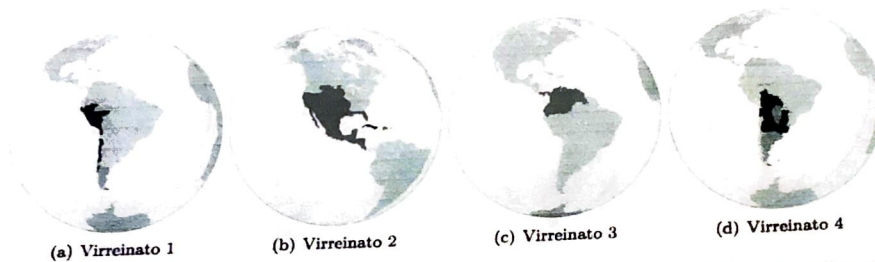 (a) Virreinato 1
(b) Virreinato 2
(c) Virreinato 3
(d) Virreinato 4